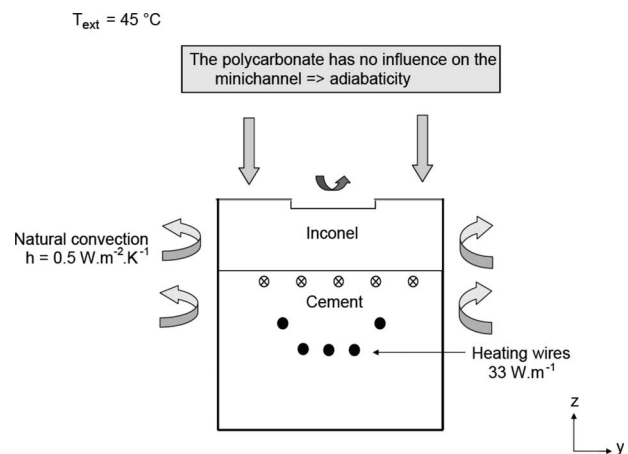 T_ext = 45 °C
The polycarbonate has no influence on the
minichannel => adiabaticity
Natural convection
h = 0.5 W.m⁻².K⁻¹
Inconel
Cement
Heating wires
33 W.m⁻¹
z
y